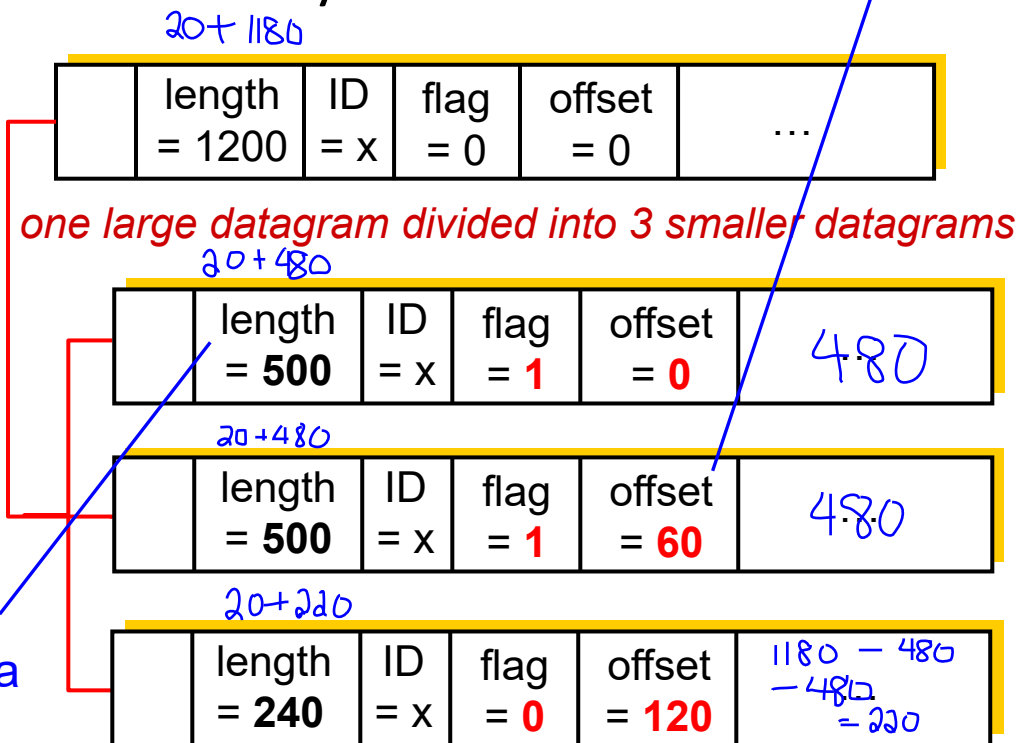 20+1180
length ID flag offset ...
= 1200 = x = 0 = 0
one large datagram divided into 3 smaller datagrams
20+480
length ID flag offset 480
= 500 = x = 1 = 0
20+480
length ID flag offset 480
= 500 = x = 1 = 60
20+220
length ID flag offset 1180 - 480
= 240 = x = 0 = 120 - 480
= 220
a